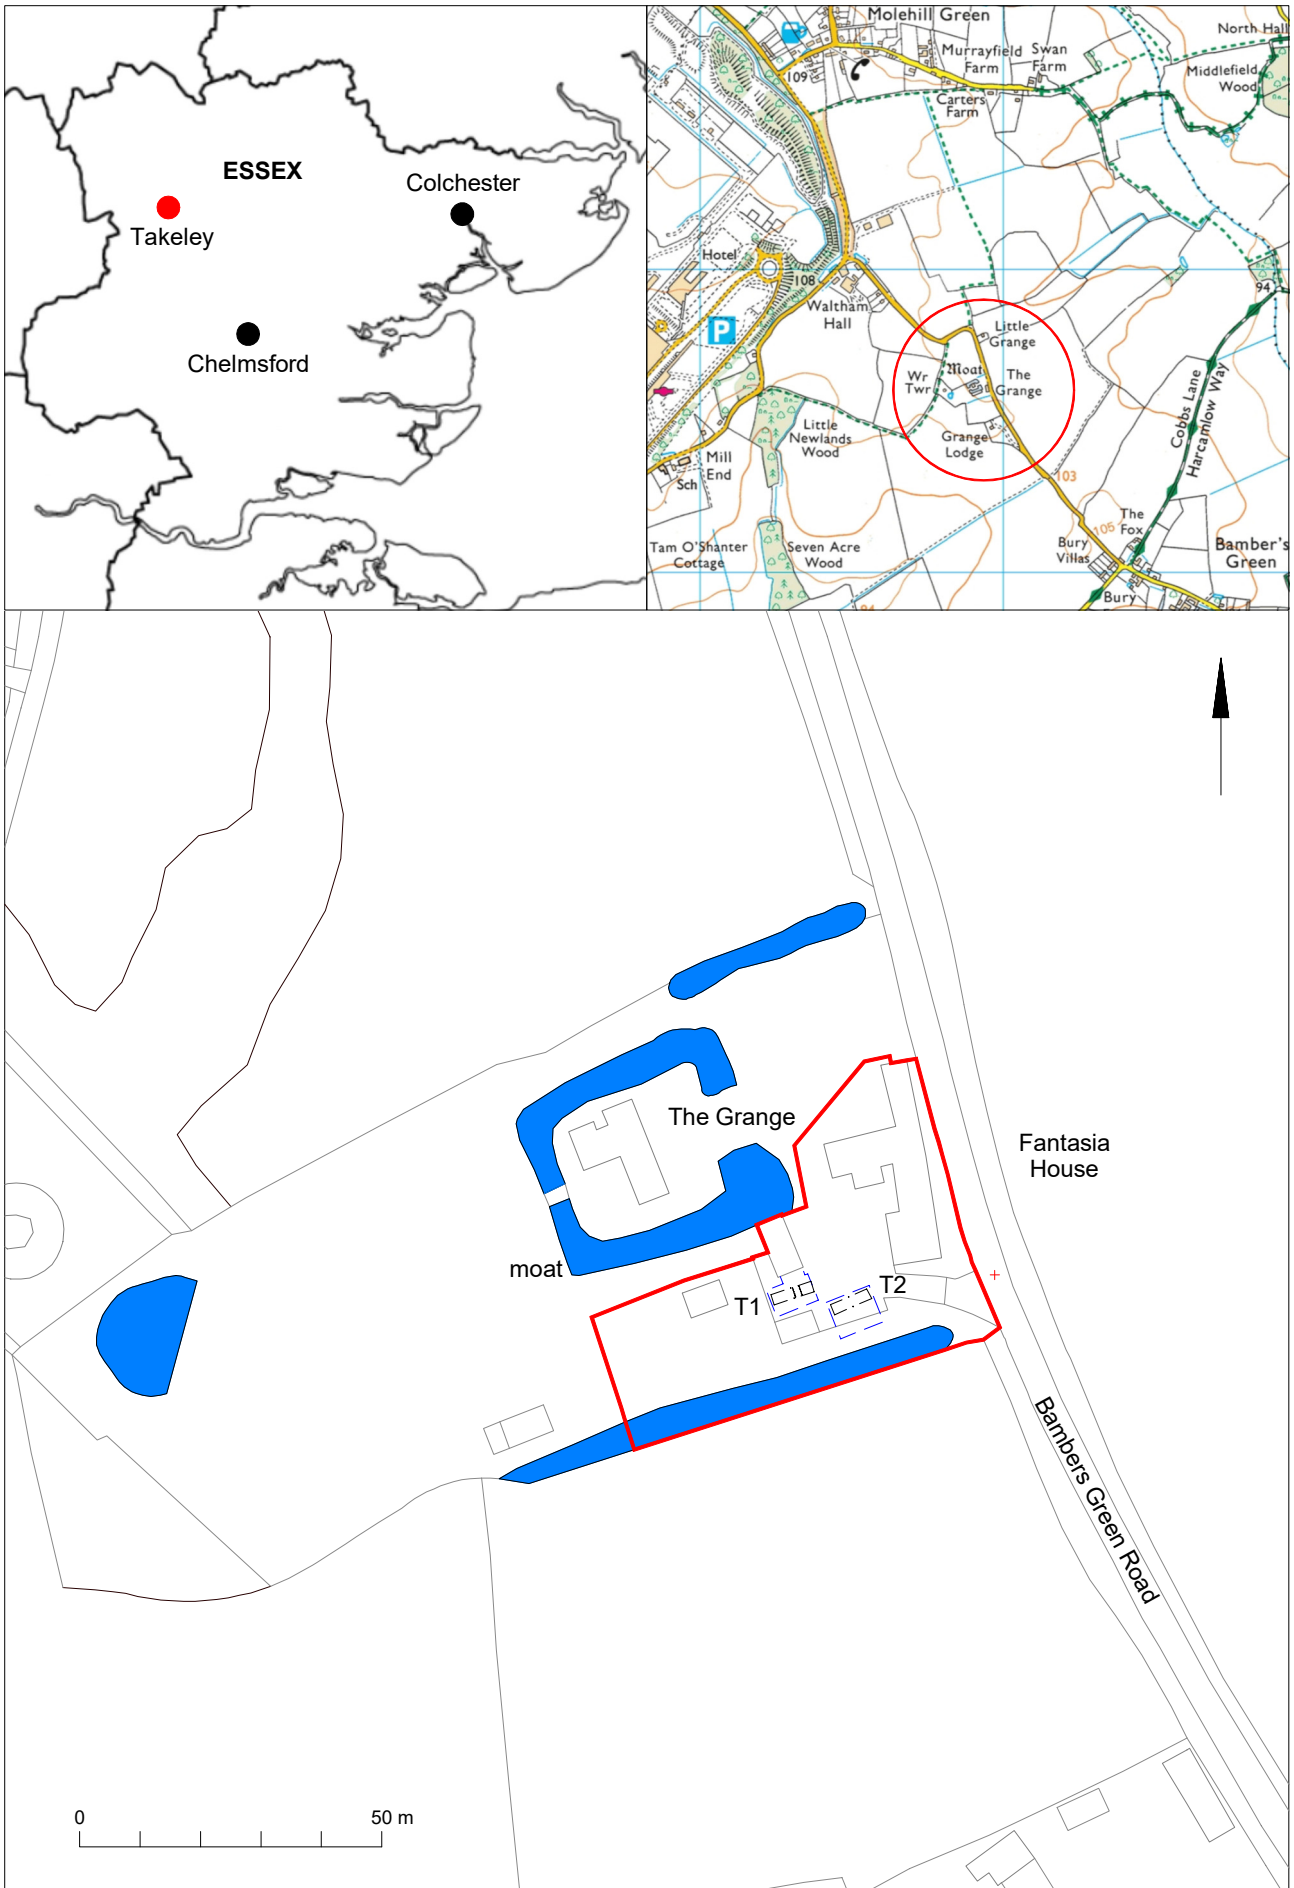 ESSEX
Colchester
Takeley
Chelmsford
Molehill Green
North Hall
Murrayfield
Farm
Swan
Farm
Middlefield
Wood
109
Carters
Farm
Hotel
108
94
Waltham
Hall
Little
Grange
P
Moat
Wr
Twr
The
Grange
Cobbs Lane
Harcamlow Way
Little
Newlands
Wood
Grange
Lodge
Mill
End
Sch
103
The
Fox
105
Bury
Villas
Bamber's
Green
Tam O'Shanter
Cottage
Seven Acre
Wood
Bury
The Grange
Fantasia
House
moat
T1
T2
Bambers Green Road
0
50 m